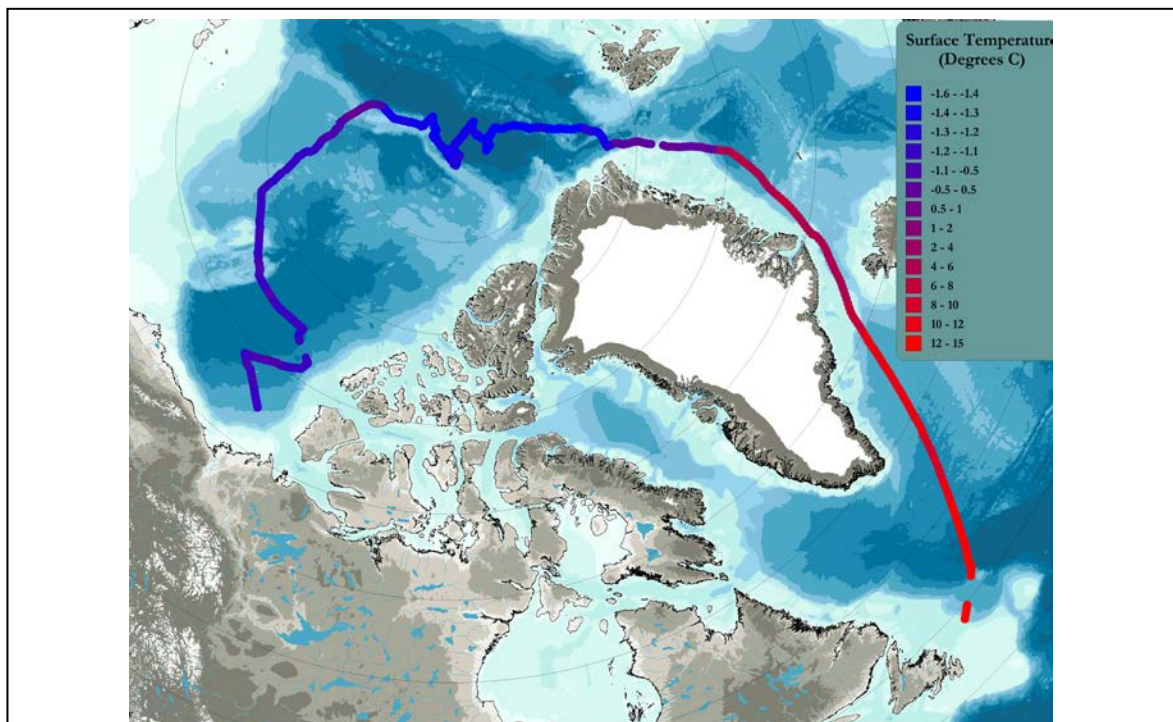 Surface Temperature
(Degrees C)
-1.6 - -1.4
-1.4 - -1.3
-1.3 - -1.2
-1.2 - -1.1
-1.1 - -0.5
-0.5 - 0.5
0.5 - 1
1 - 2
2 - 4
4 - 6
6 - 8
8 - 10
10 - 12
12 - 15